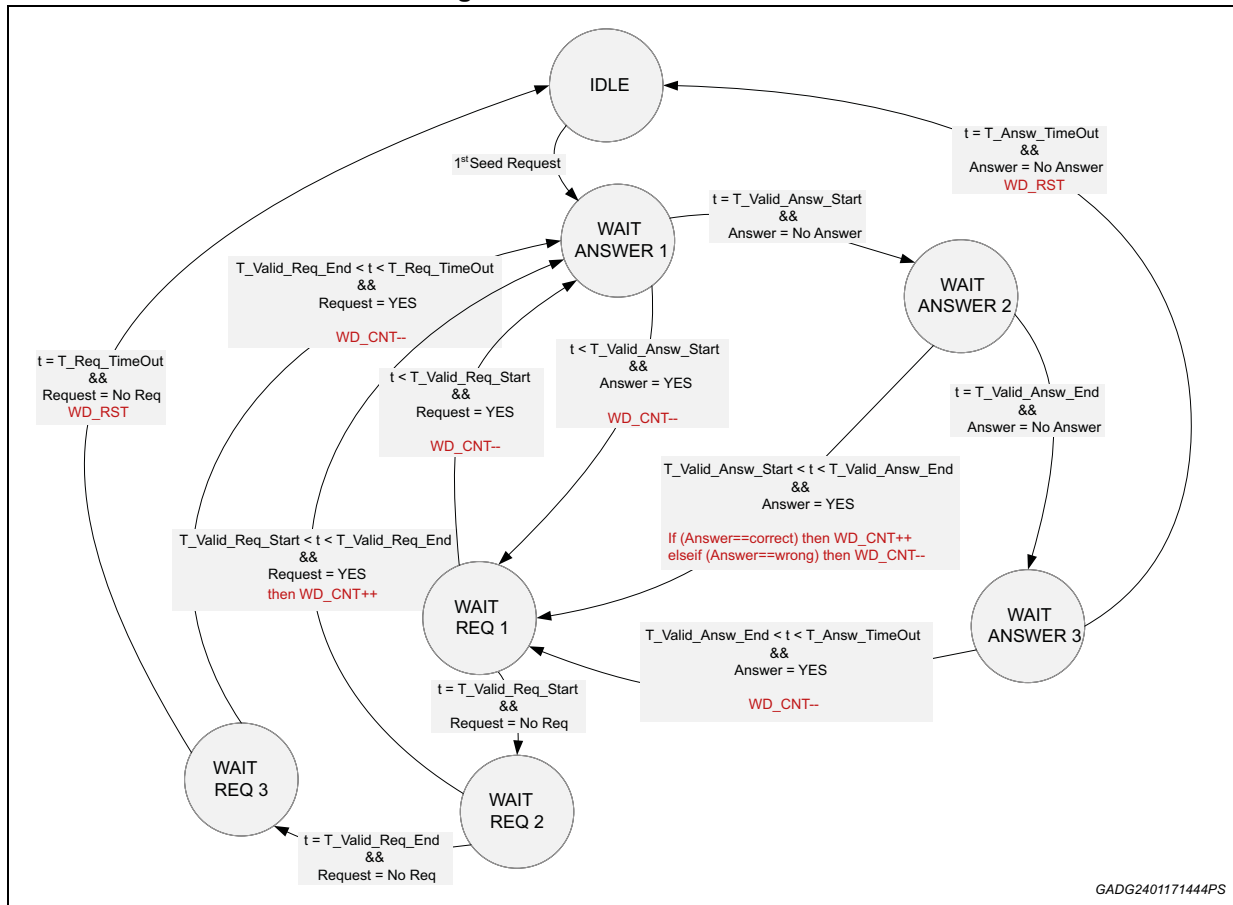 IDLE
t = T_Answ_TimeOut
&&
Answer = No Answer
WD_RST
1st Seed Request
WAIT
ANSWER 1
t = T_Valid_Answ_Start
&&
Answer = No Answer
WAIT
ANSWER 2
T_Valid_Req_End < t < T_Req_TimeOut
&&
Request = YES
WD_CNT--
t = T_Req_TimeOut
&&
Request = No Req
WD_RST
t < T_Valid_Req_Start
&&
Request = YES
WD_CNT--
t < T_Valid_Answ_Start
&&
Answer = YES
WD_CNT--
t = T_Valid_Answ_End
&&
Answer = No Answer
T_Valid_Answ_Start < t < T_Valid_Answ_End
&&
Answer = YES
If (Answer==correct) then WD_CNT++
elseif (Answer==wrong) then WD_CNT--
T_Valid_Req_Start < t < T_Valid_Req_End
&&
Request = YES
then WD_CNT++
WAIT
REQ 1
WAIT
ANSWER 3
T_Valid_Answ_End < t < T_Answ_TimeOut
&&
Answer = YES
WD_CNT--
t = T_Valid_Req_Start
&&
Request = No Req
WAIT
REQ 3
WAIT
REQ 2
t = T_Valid_Req_End
&&
Request = No Req
GADG2401171444PS